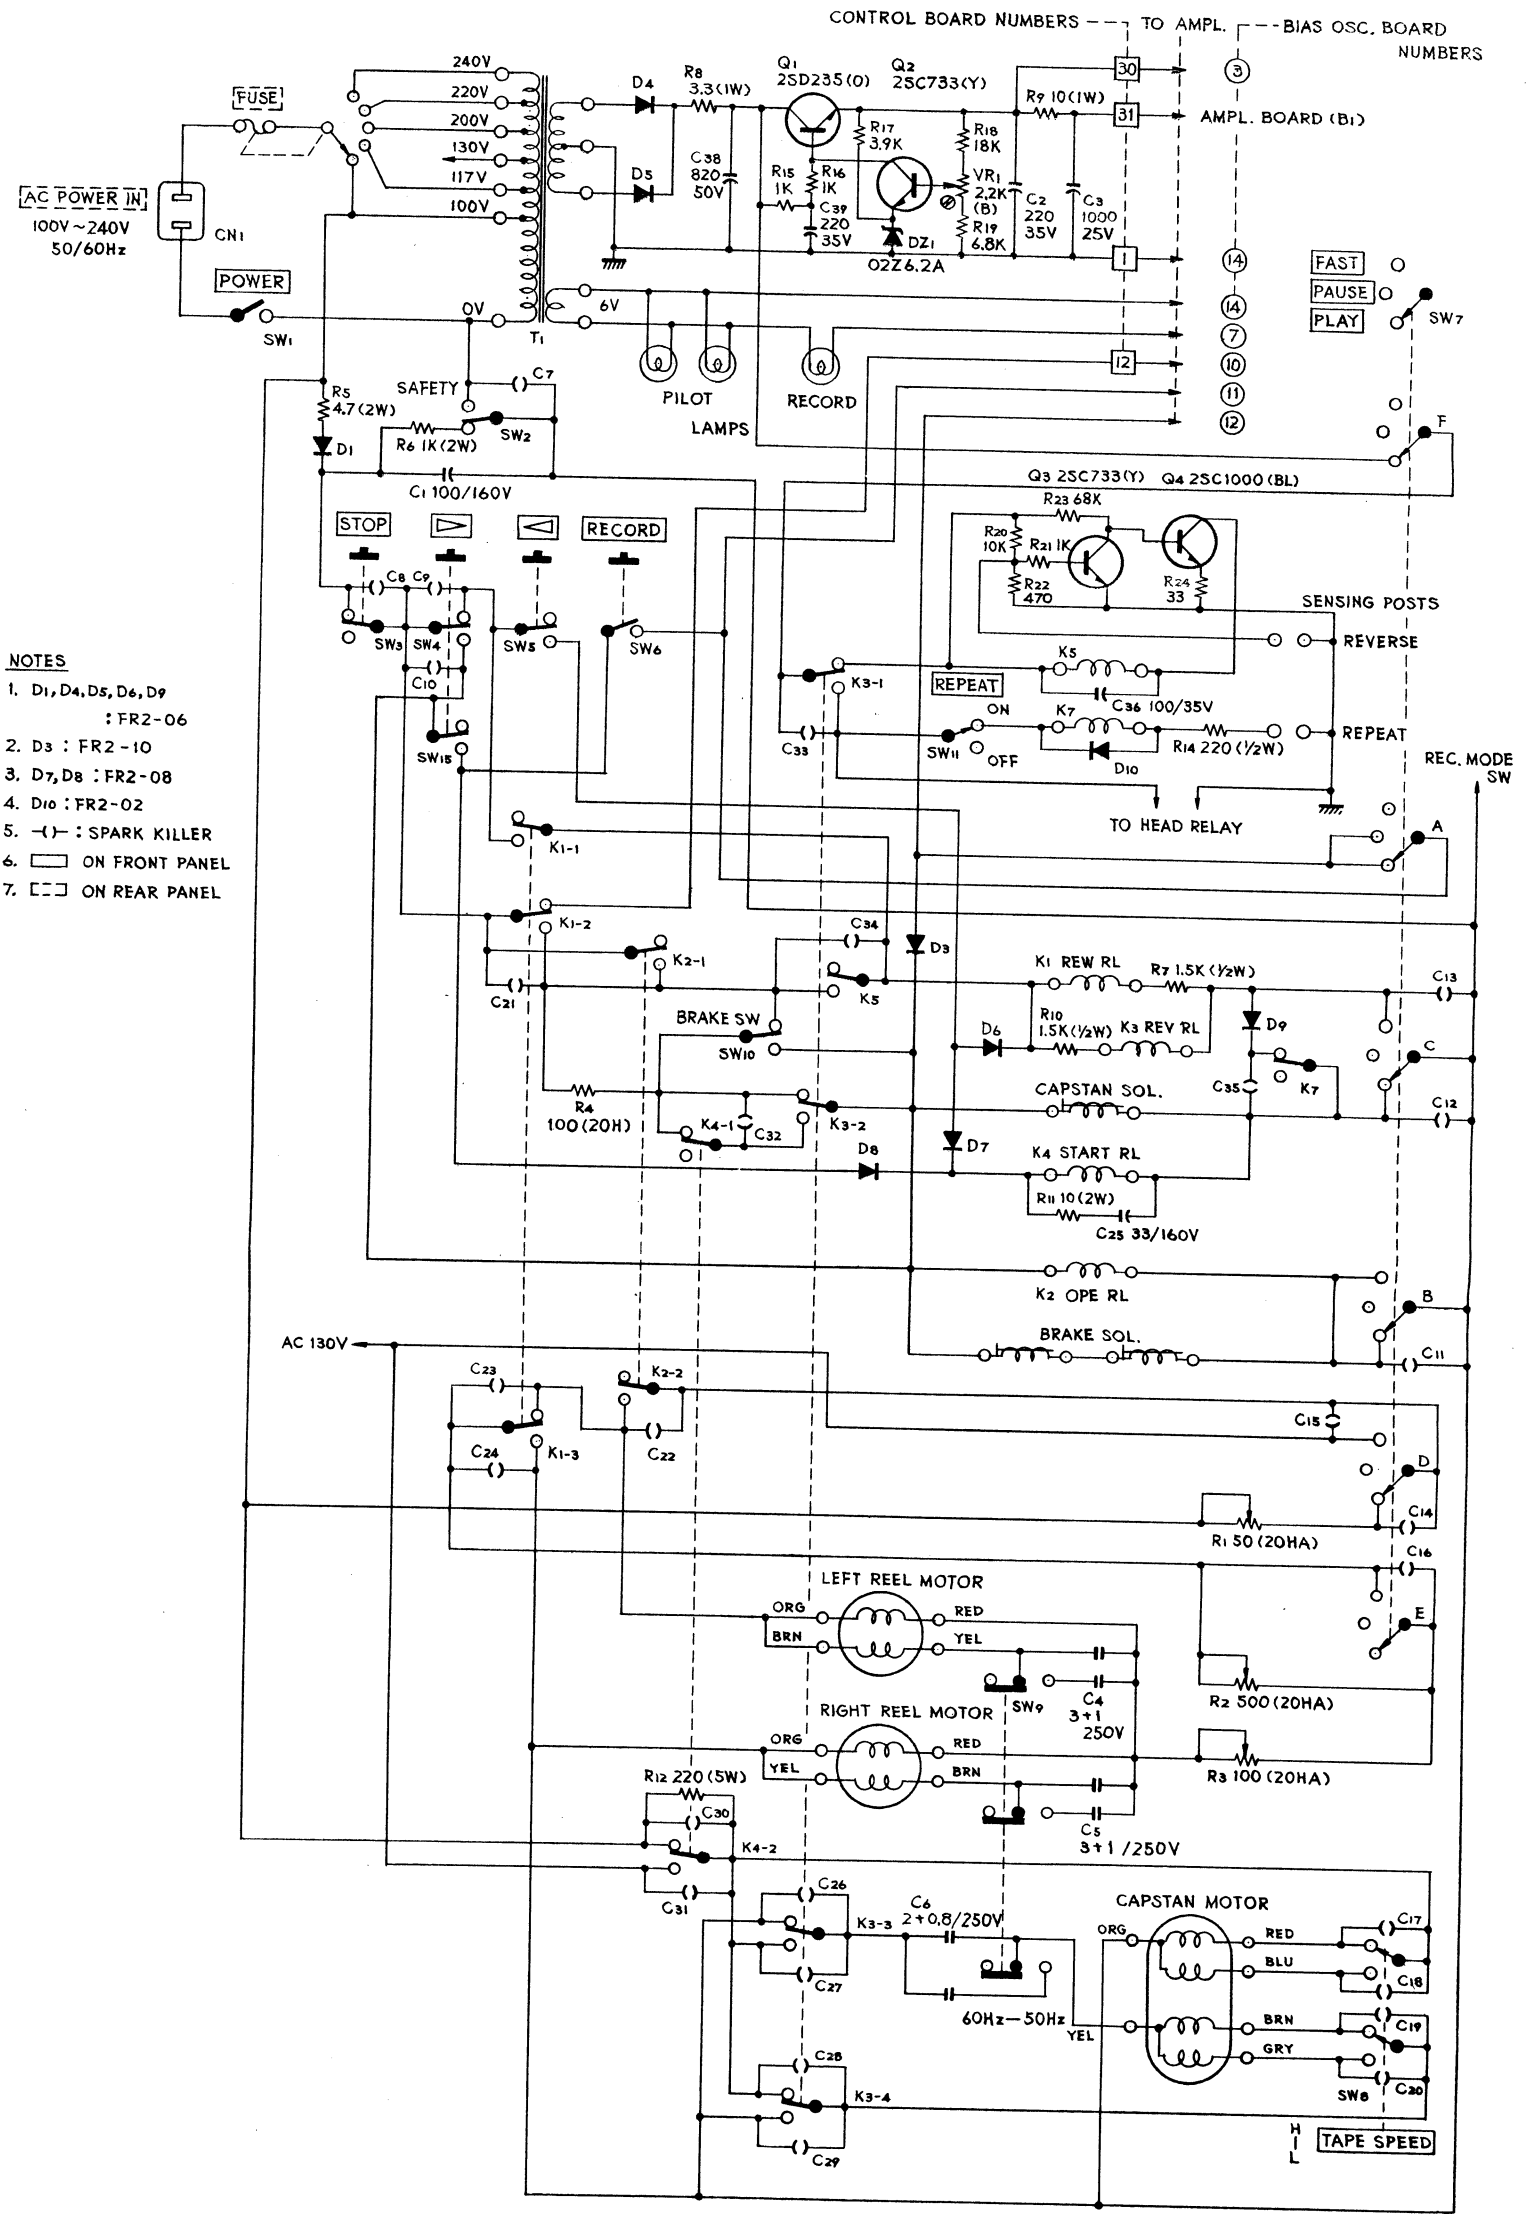 CONTROL BOARD NUMBERS
TO AMPL.
BIAS OSC. BOARD
NUMBERS
240V
220V
200V
130V
117V
100V
0V
FUSE
AC POWER IN
100V~240V
50/60Hz
CN1
POWER
SW1
T1
6V
D4
D5
R8
3.3(1W)
C38
820
50V
Q1
2SD235(O)
Q2
2SC733(Y)
R15
1K
R16
1K
C39
220
35V
R17
3.9K
DZ1
02Z6.2A
R18
18K
VR1
2.2K
(B)
R19
6.8K
C2
220
35V
R9 10(1W)
C3
1000
25V
30
31
1
12
3
AMPL. BOARD (B1)
14
14
7
10
11
12
FAST
PAUSE
PLAY
SW7
PILOT
RECORD
LAMPS
R5
4.7(2W)
D1
SAFETY
C7
SW2
R6 1K(2W)
C1 100/160V
F
Q3 2SC733(Y)
Q4 2SC1000(BL)
R23 68K
R20
10K
R21 1K
R22
470
R24
33
SENSING POSTS
REVERSE
REPEAT
STOP
RECORD
C8
C9
SW3
SW4
SW5
SW6
C10
SW15
K3-1
K5
C36 100/35V
REPEAT
ON
OFF
K7
SW11
D10
R14 220 (1/2W)
C33
TO HEAD RELAY
REC. MODE
SW
A
NOTES
1. D1, D4, D5, D6, D9
: FR2-06
2. D3 : FR2-10
3. D7, D8 : FR2-08
4. D10 : FR2-02
5. : SPARK KILLER
6. ON FRONT PANEL
7. ON REAR PANEL
K1-1
K1-2
K2-1
C21
C34
D3
K5
BRAKE SW
SW10
K1 REW RL
R7 1.5K (1/2W)
C13
D6
R10
1.5K(1/2W)
K3 REV RL
D9
C
K7
C35
C12
CAPSTAN SOL.
R4
100(20H)
K4-1
C32
K3-2
D8
D7
K4 START RL
R11 10(2W)
C25 33/160V
K2 OPE RL
B
BRAKE SOL.
C11
AC 130V
C23
K2-2
C15
C24
K1-3
C22
D
C14
R1 50 (20HA)
C16
LEFT REEL MOTOR
ORG
RED
BRN
YEL
E
SW9
C4
3+1
250V
R2 500 (20HA)
RIGHT REEL MOTOR
ORG
RED
YEL
BRN
R3 100 (20HA)
C5
3+1/250V
R12 220(5W)
C30
K4-2
C31
C26
K3-3
C27
C6
2+0.8/250V
60Hz—50Hz
CAPSTAN MOTOR
ORG
RED
C17
BLU
C18
YEL
BRN
C19
GRY
SW8
C20
C28
K3-4
C29
H
L
TAPE SPEED